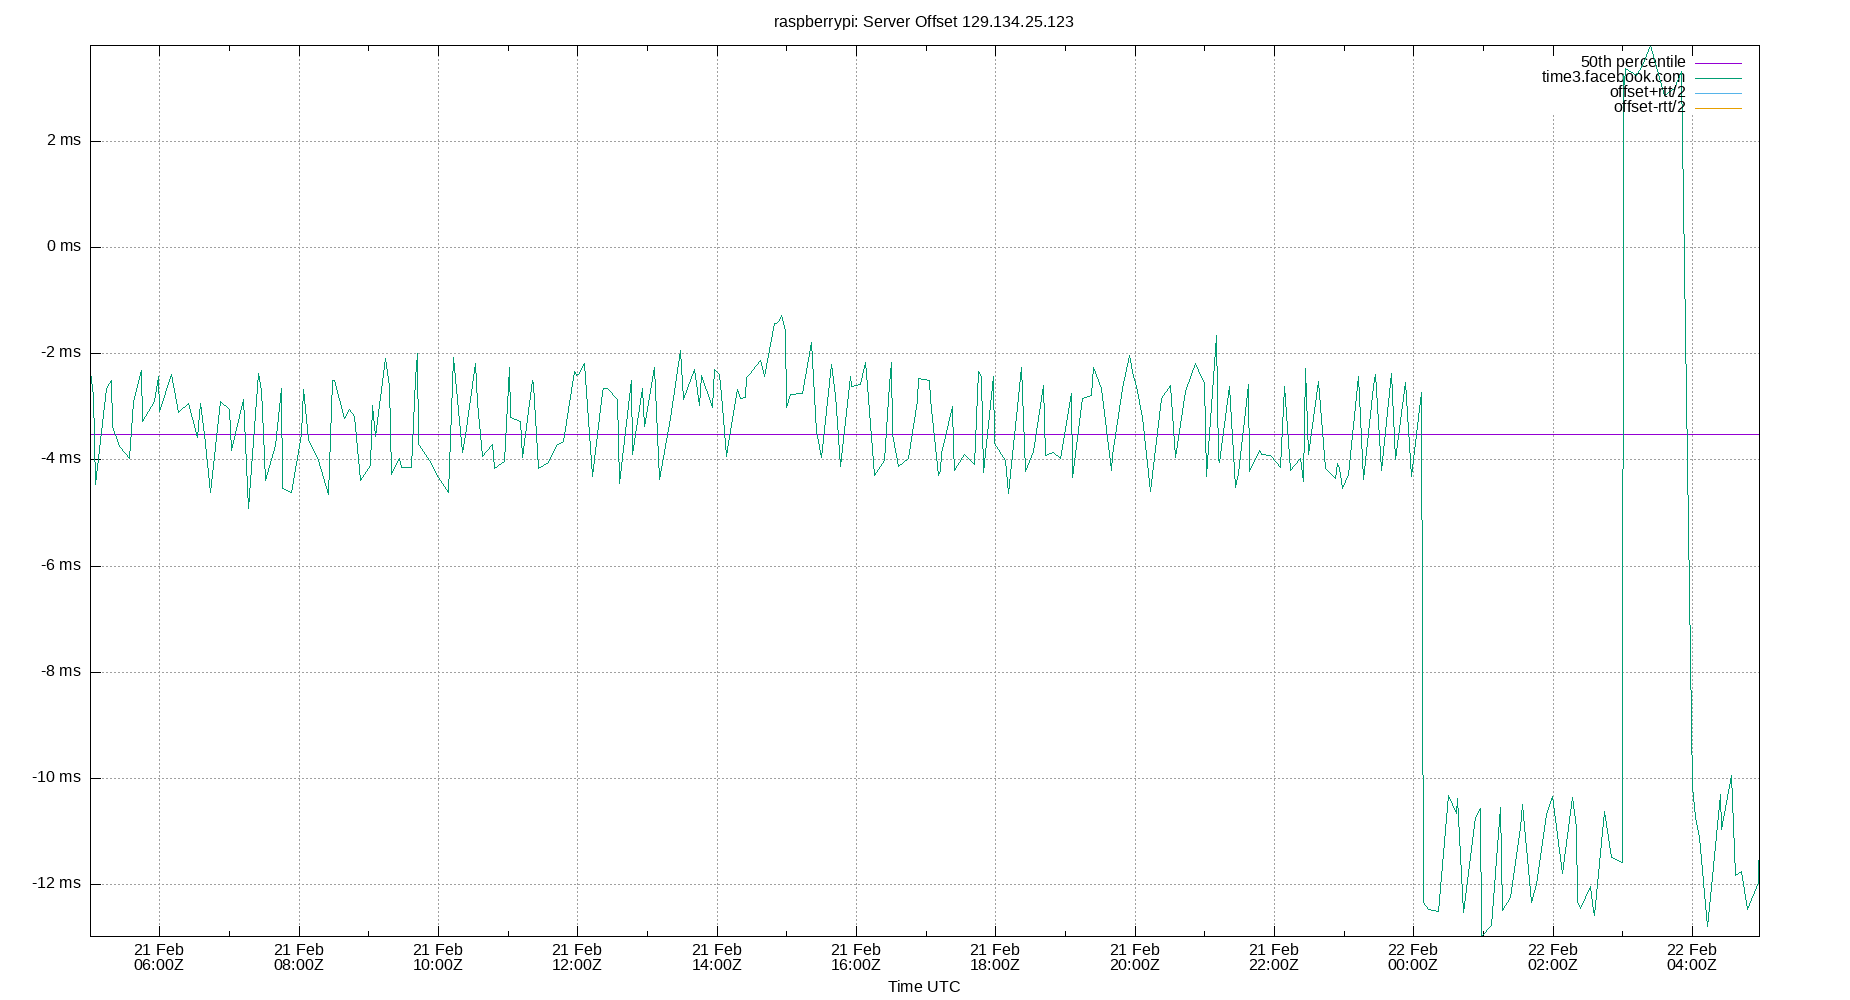 raspberrypi: Server Offset 129.134.25.123
50th percentile
time3.facebook.com
offset+rtt/2
offset-rtt/2
2 ms
0 ms
-2 ms
-4 ms
-6 ms
-8 ms
-10 ms
-12 ms
21 Feb 21 Feb 21 Feb 21 Feb 21 Feb 21 Feb 21 Feb 21 Feb 21 Feb 22 Feb 22 Feb 22 Feb
06:00Z 08:00Z 10:00Z 12:00Z 14:00Z 16:00Z 18:00Z 20:00Z 22:00Z 00:00Z 02:00Z 04:00Z
Time UTC